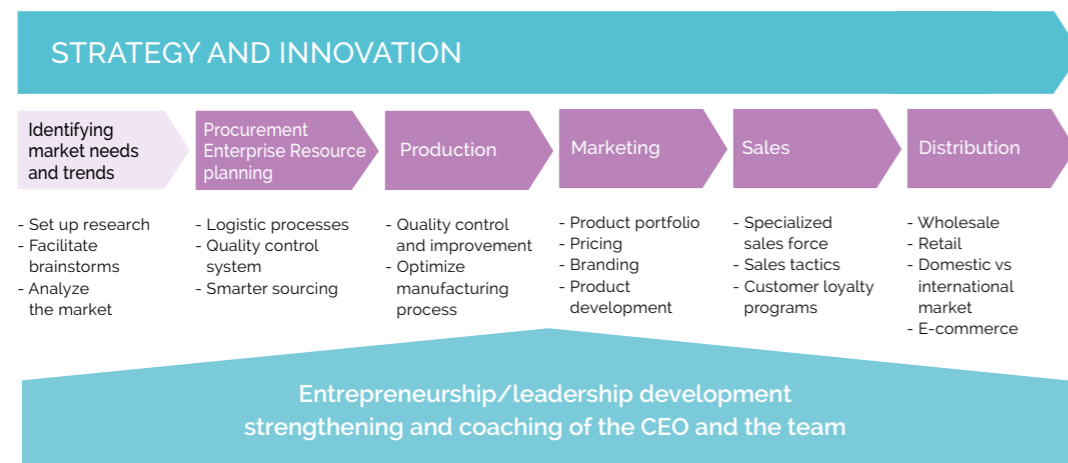 STRATEGY AND INNOVATION
Identifying
market needs
and trends
Procurement
Enterprise Resource
planning
Production
Marketing
Sales
Distribution
- Set up research
- Facilitate
brainstorms
- Analyze
the market
- Logistic processes
- Quality control
system
- Smarter sourcing
- Quality control
and improvement
- Optimize
manufacturing
process
- Product portfolio
- Pricing
- Branding
- Product
development
- Specialized
sales force
- Sales tactics
- Customer loyalty
programs
- Wholesale
- Retail
- Domestic vs
international
market
- E-commerce
Entrepreneurship/leadership development
strengthening and coaching of the CEO and the team